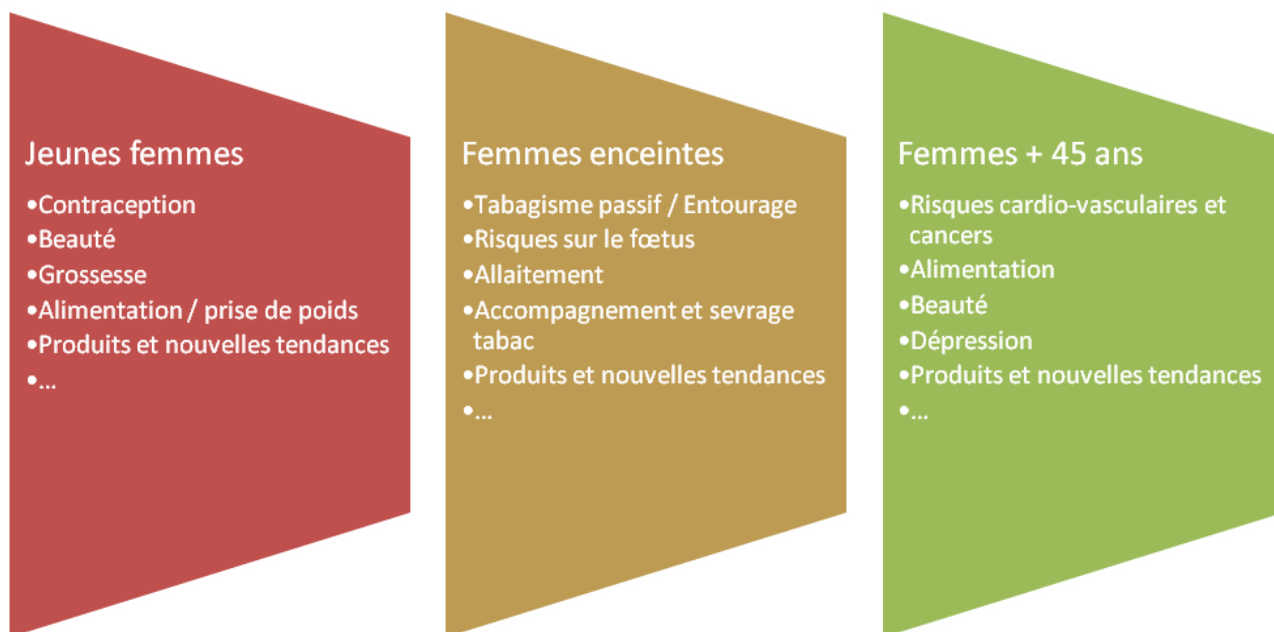 Jeunes femmes
•Contraception
•Beauté
•Grossesse
•Alimentation / prise de poids
•Produits et nouvelles tendances
•...
Femmes enceintes
•Tabagisme passif / Entourage
•Risques sur le fœtus
•Allaitement
•Accompagnement et sevrage
tabac
•Produits et nouvelles tendances
•...
Femmes + 45 ans
•Risques cardio-vasculaires et
cancers
•Alimentation
•Beauté
•Dépression
•Produits et nouvelles tendances
•...